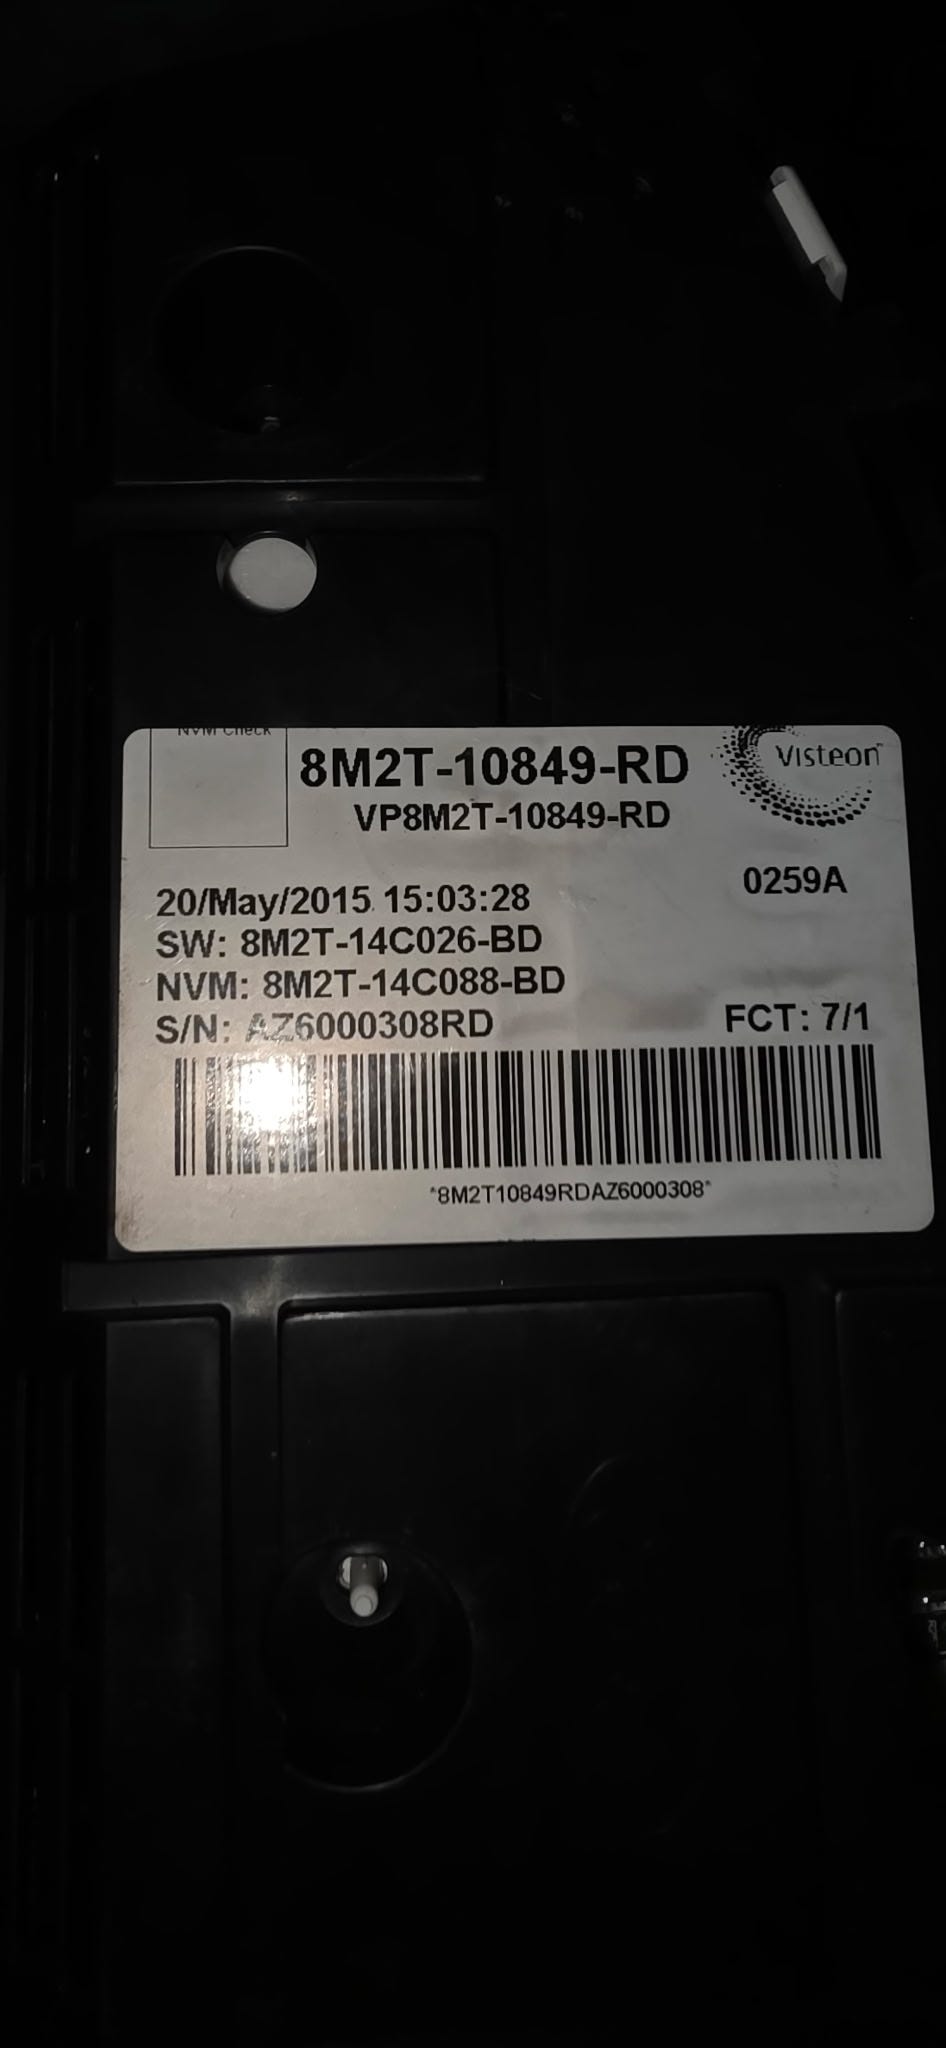 NVM Check
8M2T-10849-RD
Visteon
VP8M2T-10849-RD
0259A
20/May/2015 15:03:28
SW: 8M2T-14C026-BD
NVM: 8M2T-14C088-BD
S/N: AZ6000308RD
FCT: 7/1
*8M2T10849RDAZ6000308*